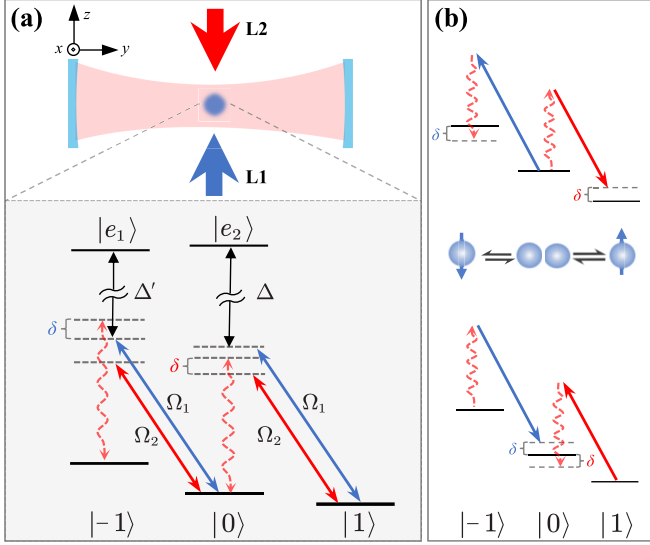 (a)
z
x
y
L2
L1
|e₁⟩
|e₂⟩
Δ′
Δ
δ
δ
Ω₁
Ω₂
Ω₁
Ω₂
|−1⟩
|0⟩
|1⟩
(b)
δ
δ
δ
δ
|−1⟩
|0⟩
|1⟩